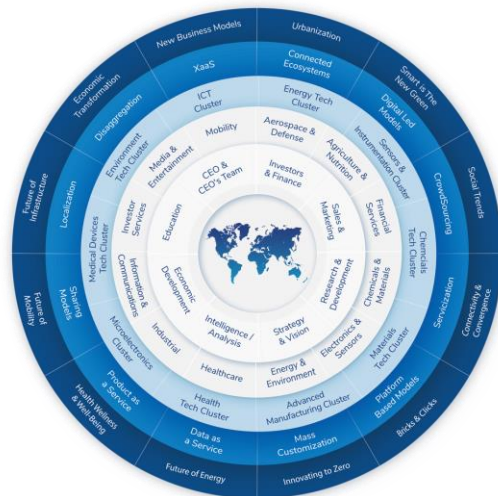 New Business Models
Urbanization
Smart is The
New Green
Social Trends
Connectivity &
Convergence
Bricks & Clicks
Innovating to Zero
Future of Energy
Health Wellness
& Well-Being
Future of
Mobility
Future of
Infrastructure
Economic
Transformation
XaaS
Connected
Ecosystems
Digital Led
Models
CrowdSourcing
Servicization
Platform
Based Models
Mass
Customization
Data as
a Service
Product as
a Service
Sharing
Models
Localization
Disaggregation
ICT
Cluster
Energy Tech
Cluster
Sensors &
Instrumentation Cluster
Chemcials
Tech Cluster
Materials
Tech Cluster
Advanced
Manufacturing Cluster
Health
Tech Cluster
Microelectronics
Cluster
Medical Devices
Tech Cluster
Environment
Tech Cluster
Mobility
Aerospace &
Defense
Agriculture &
Nutrition
Financial
Services
Chemicals &
Materials
Electronics &
Sensors
Energy &
Environment
Healthcare
Industrial
Information &
Communications
Investor
Services
Media &
Entertainment
CEO &
CEO's Team
Investors
& Finance
Sales &
Marketing
Research &
Development
Strategy
& Vision
Intelligence /
Analysis
Economic
Development
Education